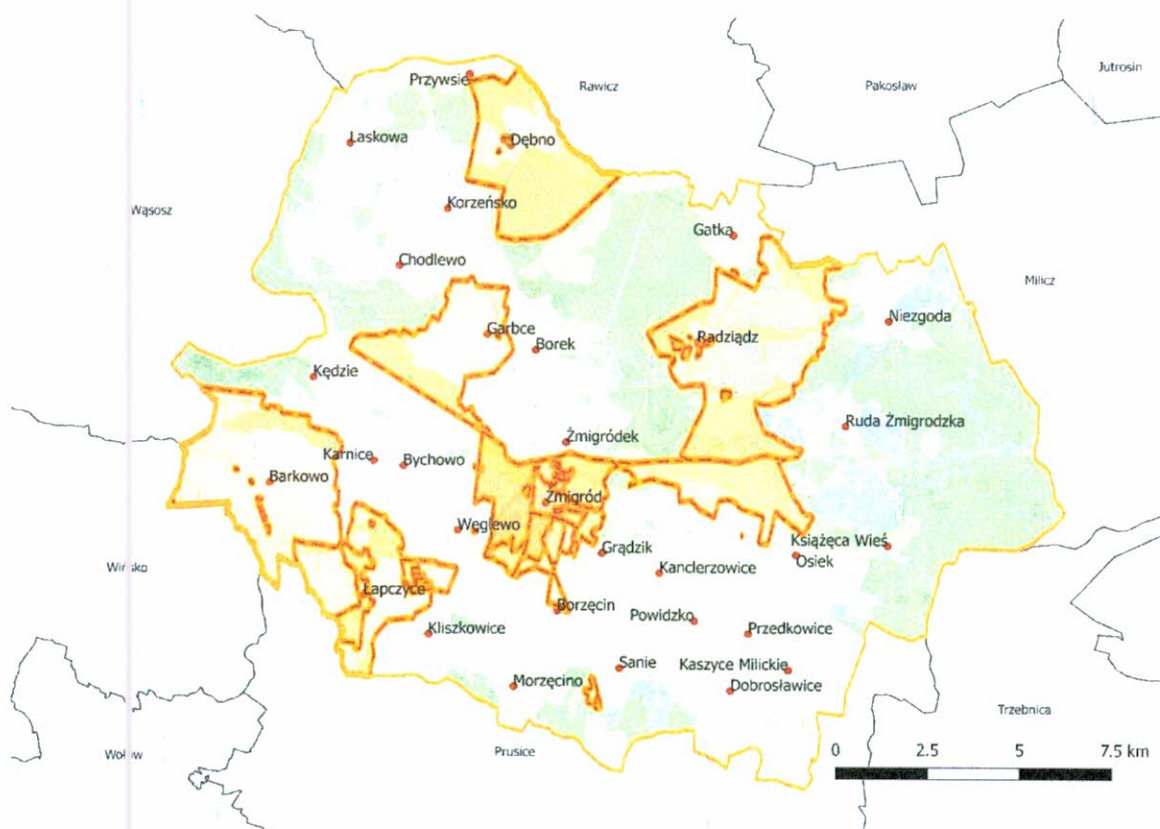 Jutrosin
Przywsie
Rawicz
Pakosław
Laskowa
Dębno
Wąsosz
Korzeńsko
Gatka
Chodlewo
Milicz
Niezgoda
Garbce
Borek
Radziądz
Kędzie
Ruda Żmigrodzka
Żmigródek
Karnice
Bychowo
Barkowo
Żmigród
Węglewo
Książęca Wieś
Grądzik
Osiek
Wińsko
Kanclerzowice
Łapczyce
Borzęcin
Powidzko
Kliszkowice
Przedkowice
Sanie
Kaszyce Milickie
Morzęcino
Dobrosławice
Trzebnica
Wołów
Prusice
0 2.5 5 7.5 km